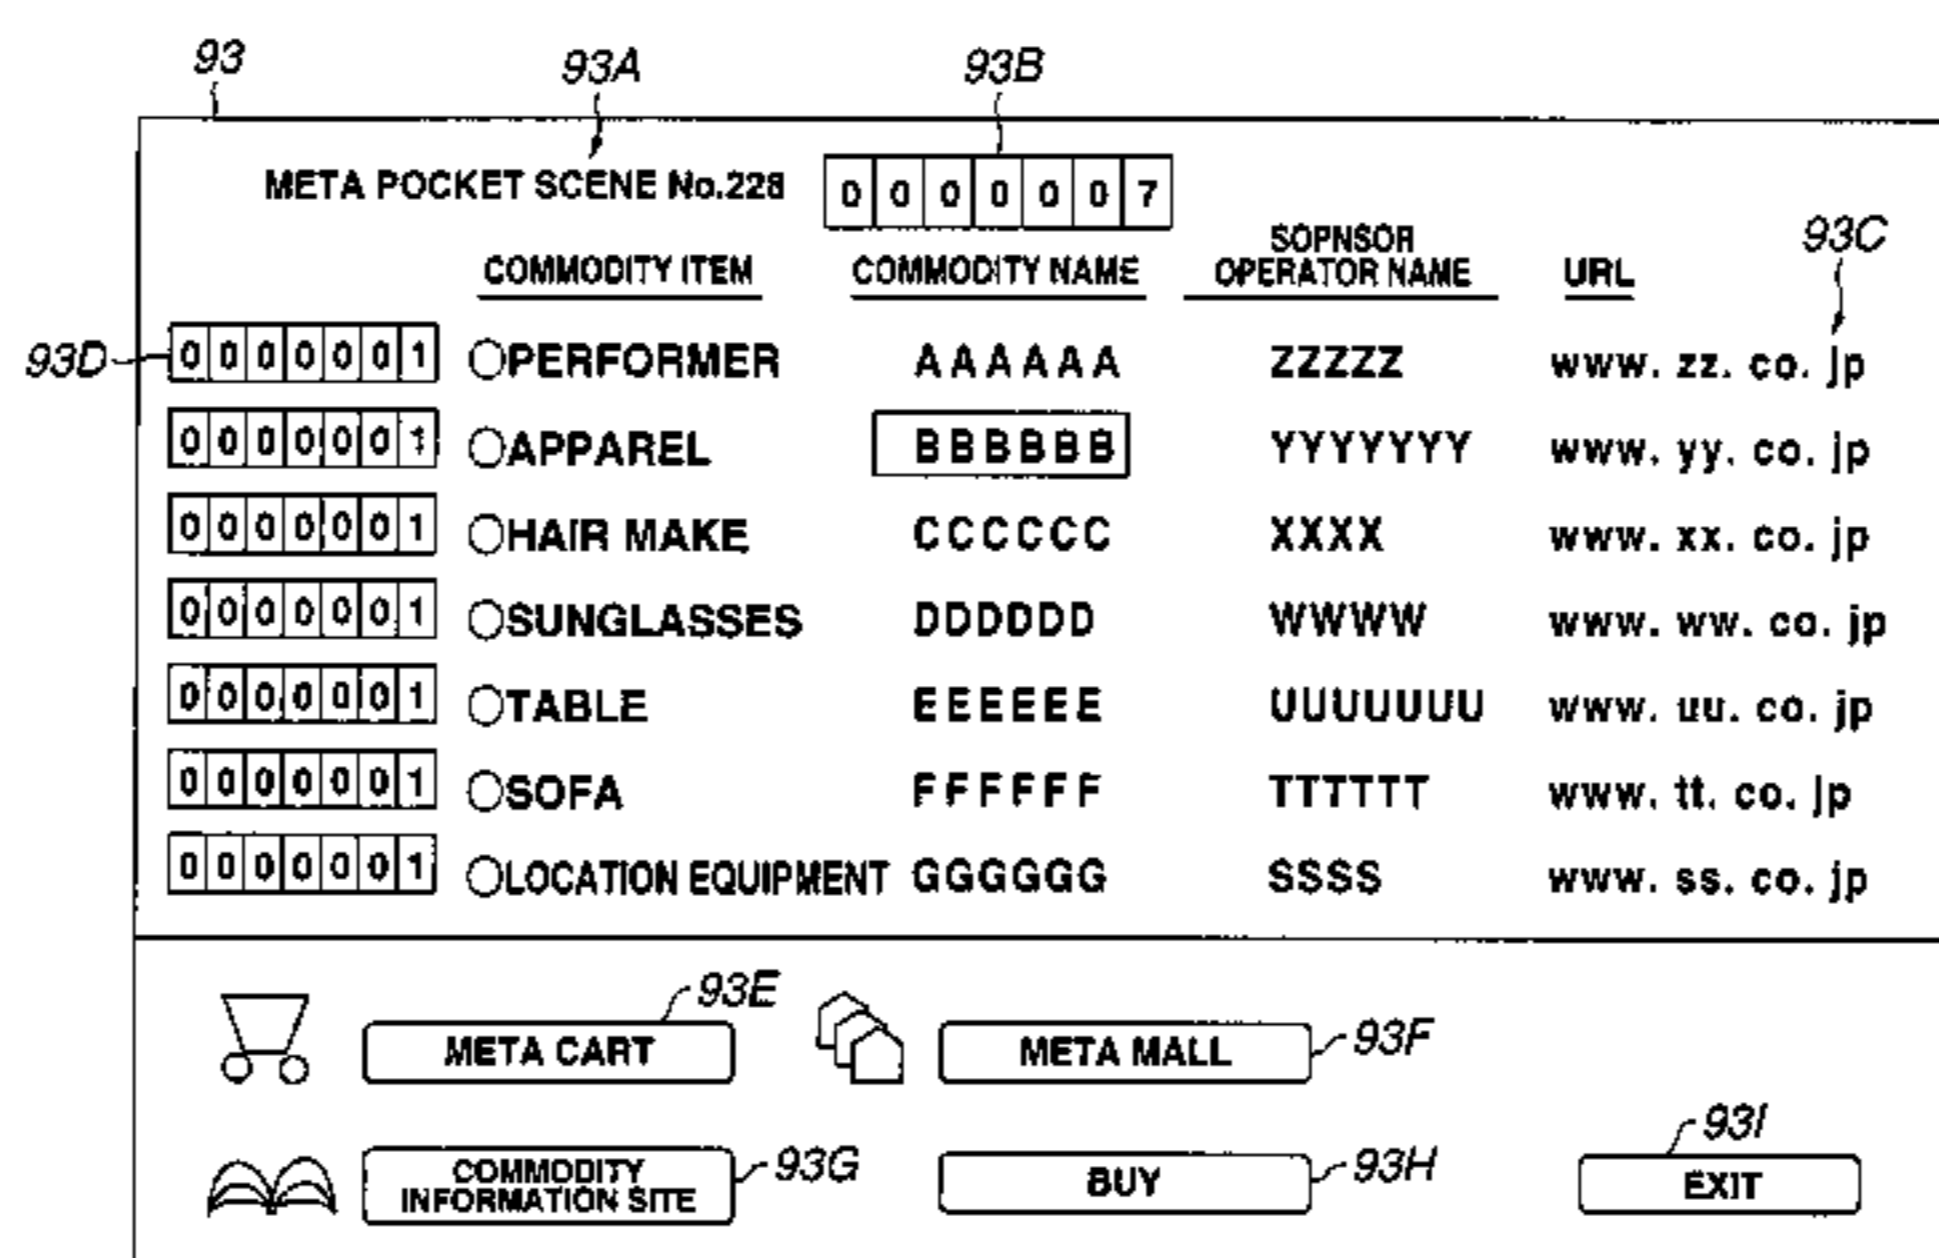 93 93A 93B
META POCKET SCENE No.228 0 0 0 0 0 0 7
SOPNSOR 93C
COMMODITY ITEM COMMODITY NAME OPERATOR NAME URL
93D 0 0 0 0 0 0 1 PERFORMER AAAAAA ZZZZZ www. zz. co. jp
0 0 0 0 0 0 1 APPAREL BBBBBB YYYYYYY www. yy. co. jp
0 0 0 0 0 0 1 HAIR MAKE CCCCCC XXXX www. xx. co. jp
0 0 0 0 0 0 1 SUNGLASSES DDDDDD WWWW www. ww. co. jp
0 0 0 0 0 0 1 TABLE EEEEEE UUUUUUU www. uu. co. jp
0 0 0 0 0 0 1 SOFA FFFFFF TTTTTT www. tt. co. jp
0 0 0 0 0 0 1 LOCATION EQUIPMENT GGGGGG SSSS www. ss. co. jp
93E
META CART META MALL 93F
93I
COMMODITY 93G BUY 93H EXIT
INFORMATION SITE